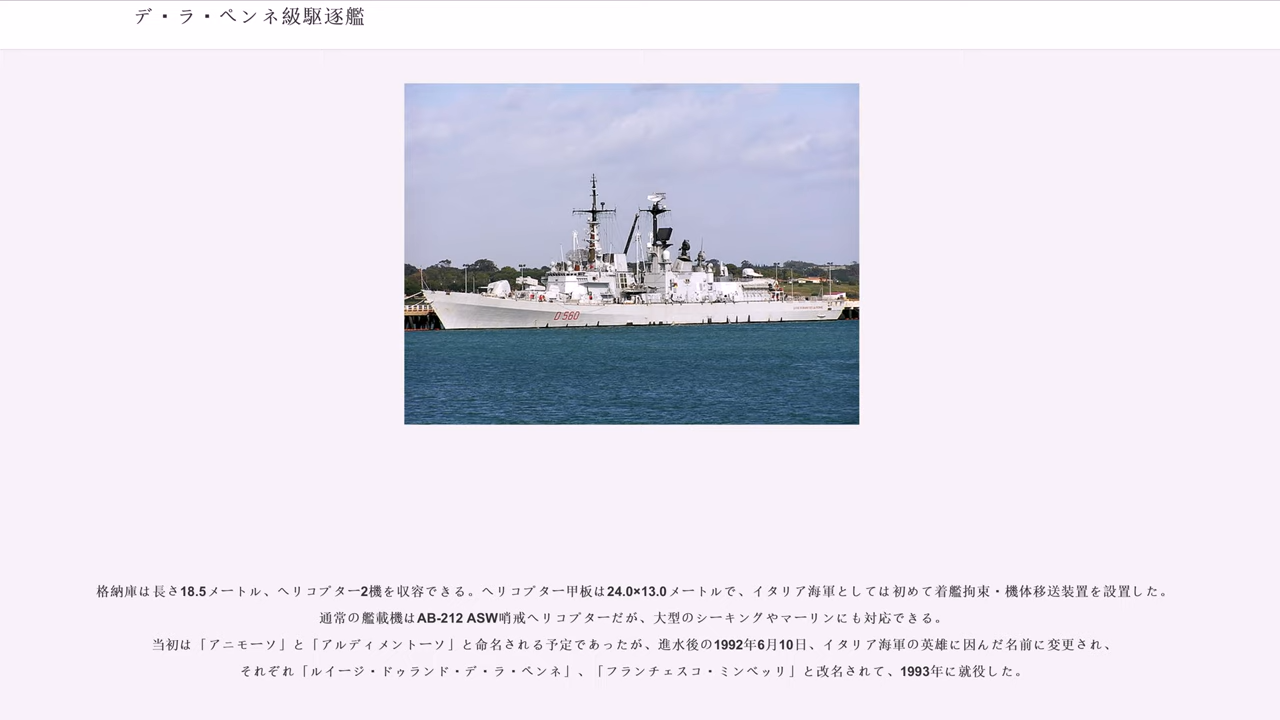 デ・ラ・ペンネ級駆逐艦
D 560
格納庫は長さ18.5メートル、ヘリコプター2機を収容できる。ヘリコプター甲板は24.0×13.0メートルで、イタリア海軍としては初めて着艦拘束・機体移送装置を設置した。
通常の艦載機はAB-212 ASW哨戒ヘリコプターだが、大型のシーキングやマーリンにも対応できる。
当初は「アニモーソ」と「アルディメントーソ」と命名される予定であったが、進水後の1992年6月10日、イタリア海軍の英雄に因んだ名前に変更され、
それぞれ「ルイージ・ドゥランド・デ・ラ・ペンネ」、「フランチェスコ・ミンベッリ」と改名されて、1993年に就役した。